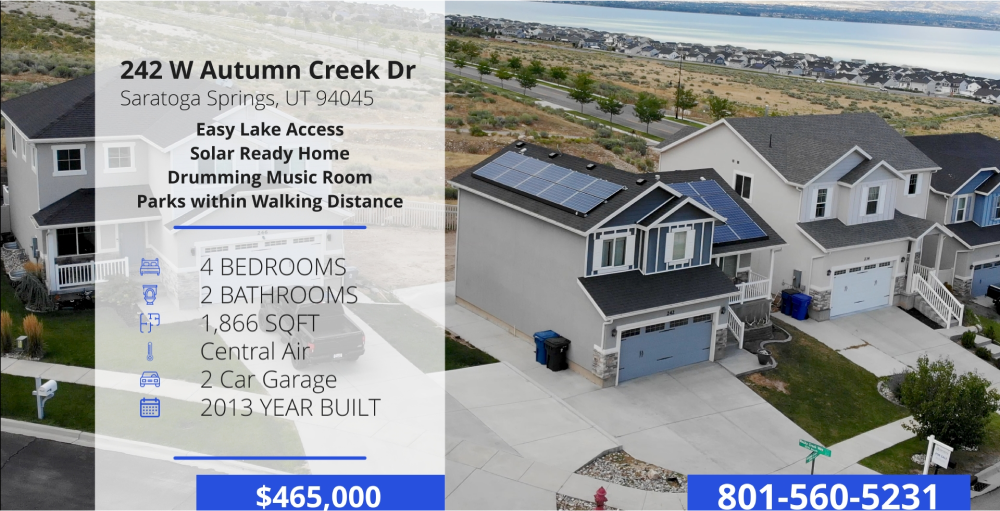 242 W Autumn Creek Dr
Saratoga Springs, UT 94045
Easy Lake Access
Solar Ready Home
Drumming Music Room
Parks within Walking Distance
4 BEDROOMS
2 BATHROOMS
1,866 SQFT
Central Air
2 Car Garage
2013 YEAR BUILT
$465,000
801-560-5231
242